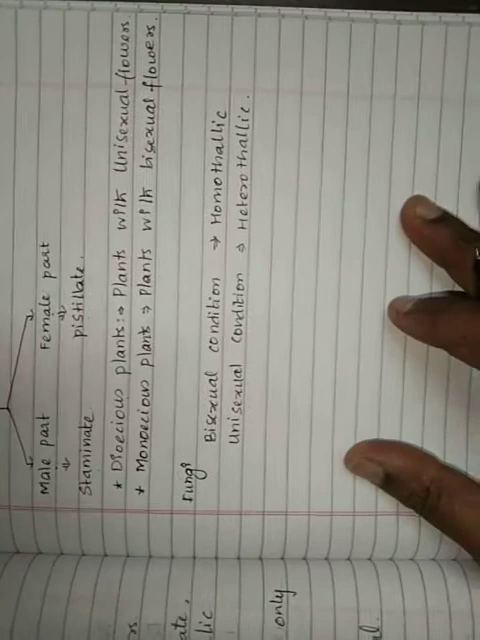 Male part Female part
Staminate pistillate.
* Dioecious plants:→ Plants with Unisexual flowers.
* Monoecious plants → Plants with bisexual flowers.
Fungi
Bisexual condition → Homothallic
Unisexual condition → Heterothallic.
only